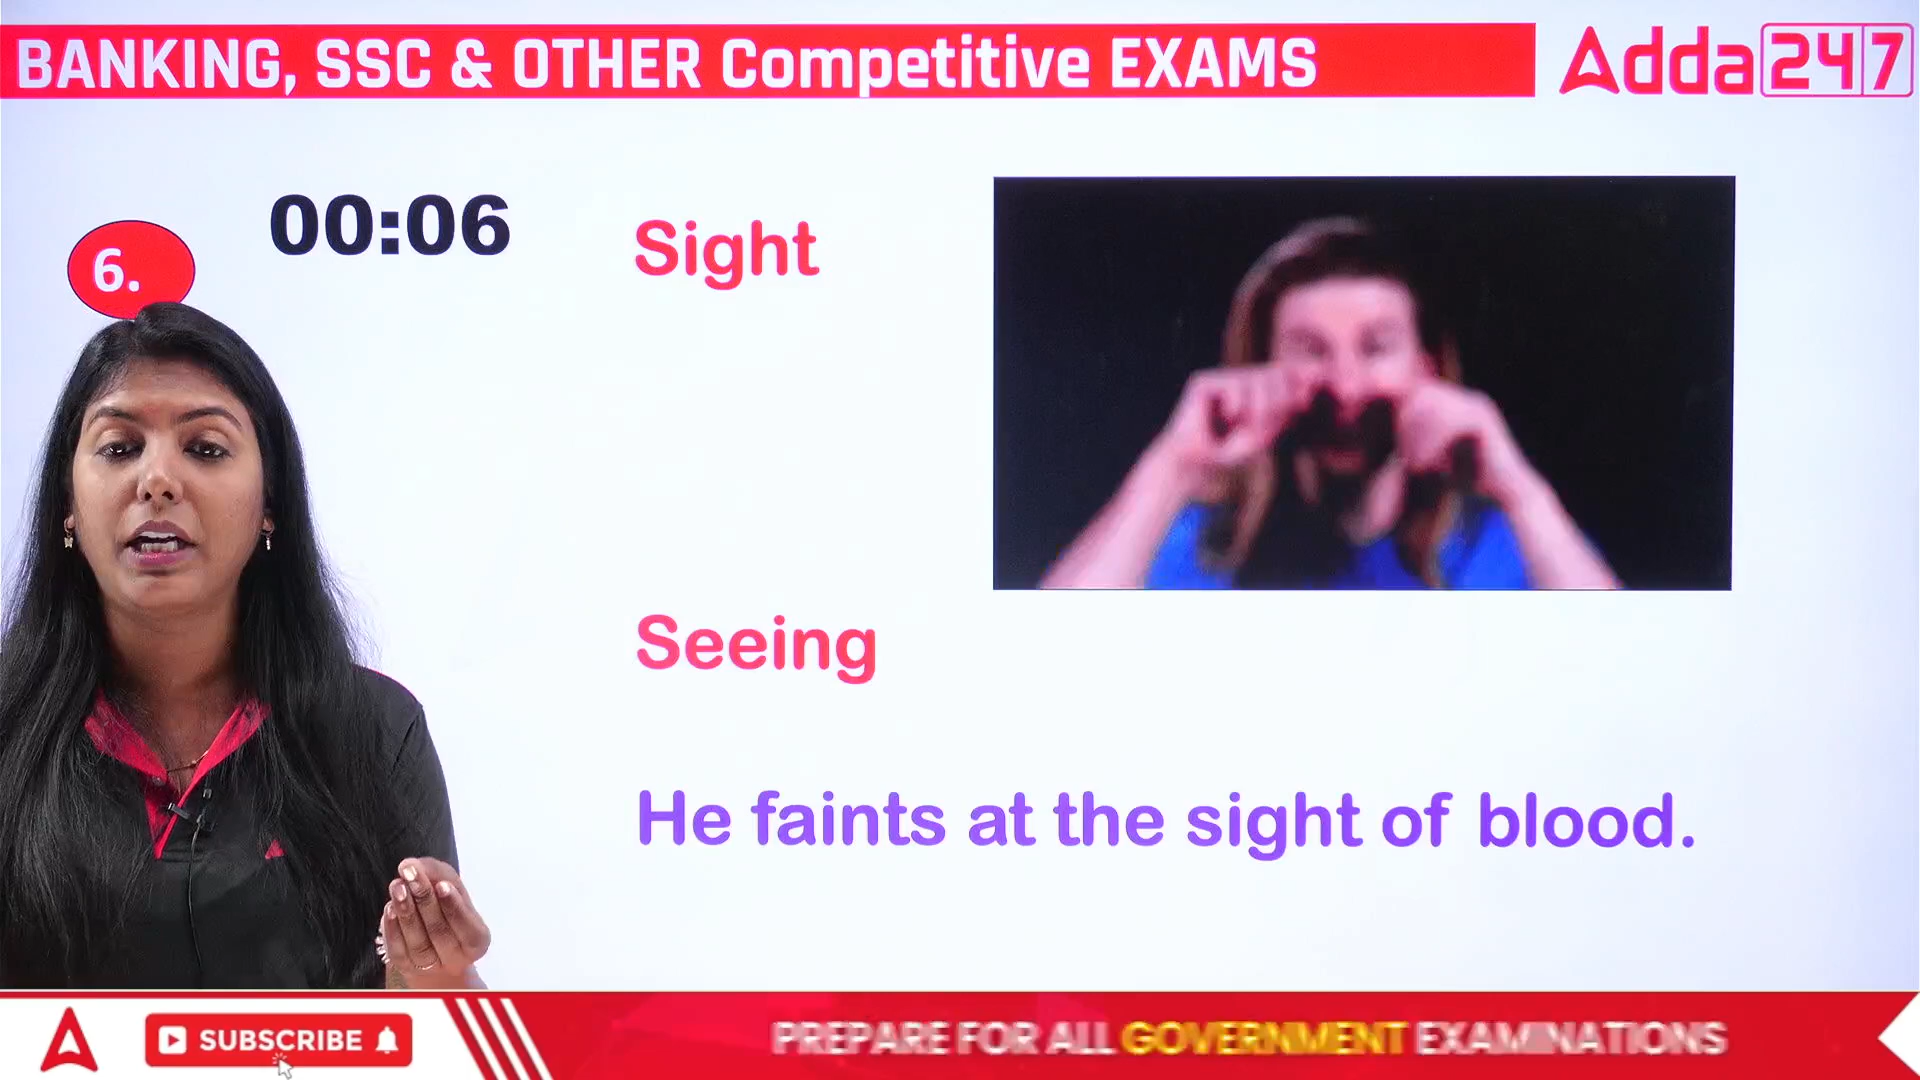 BANKING, SSC & OTHER Competitive EXAMS
Adda247
6.
00:06
Sight
Seeing
He faints at the sight of blood.
SUBSCRIBE
PREPARE FOR ALL GOVERNMENT EXAMINATIONS